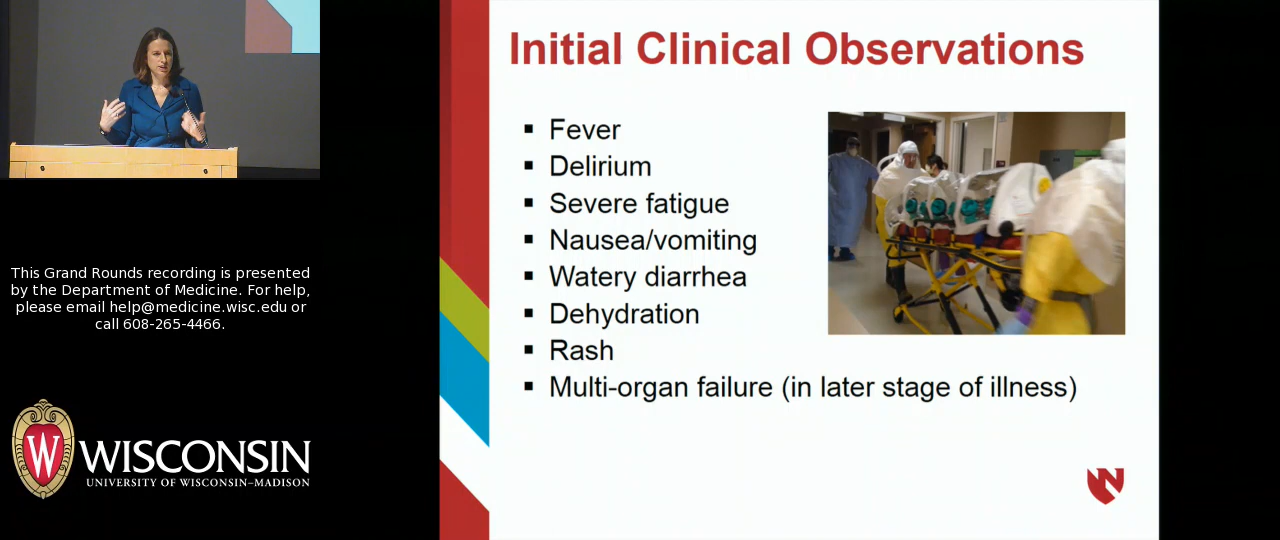 Initial Clinical Observations
▪ Fever
▪ Delirium
▪ Severe fatigue
▪ Nausea/vomiting
▪ Watery diarrhea
▪ Dehydration
▪ Rash
▪ Multi-organ failure (in later stage of illness)
This Grand Rounds recording is presented
by the Department of Medicine. For help,
please email help@medicine.wisc.edu or
call 608-265-4466.
W
WISCONSIN
UNIVERSITY OF WISCONSIN–MADISON
N